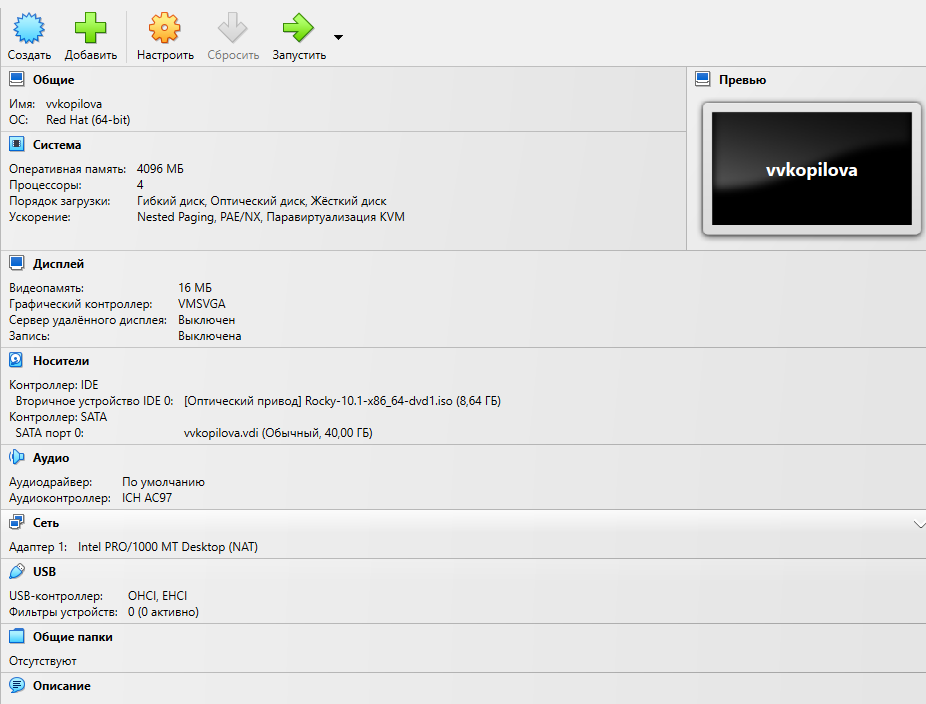 Создать Добавить Настроить Сбросить Запустить
Общие
Имя: vvkopilova
ОС: Red Hat (64-bit)
Превью
vvkopilova
Система
Оперативная память: 4096 МБ
Процессоры: 4
Порядок загрузки: Гибкий диск, Оптический диск, Жёсткий диск
Ускорение: Nested Paging, PAE/NX, Паравиртуализация KVM
Дисплей
Видеопамять: 16 МБ
Графический контроллер: VMSVGA
Сервер удалённого дисплея: Выключен
Запись: Выключена
Носители
Контроллер: IDE
Вторичное устройство IDE 0: [Оптический привод] Rocky-10.1-x86_64-dvd1.iso (8,64 ГБ)
Контроллер: SATA
SATA порт 0: vvkopilova.vdi (Обычный, 40,00 ГБ)
Аудио
Аудиодрайвер: По умолчанию
Аудиоконтроллер: ICH AC97
Сеть
Адаптер 1: Intel PRO/1000 MT Desktop (NAT)
USB
USB-контроллер: OHCI, EHCI
Фильтры устройств: 0 (0 активно)
Общие папки
Отсутствуют
Описание